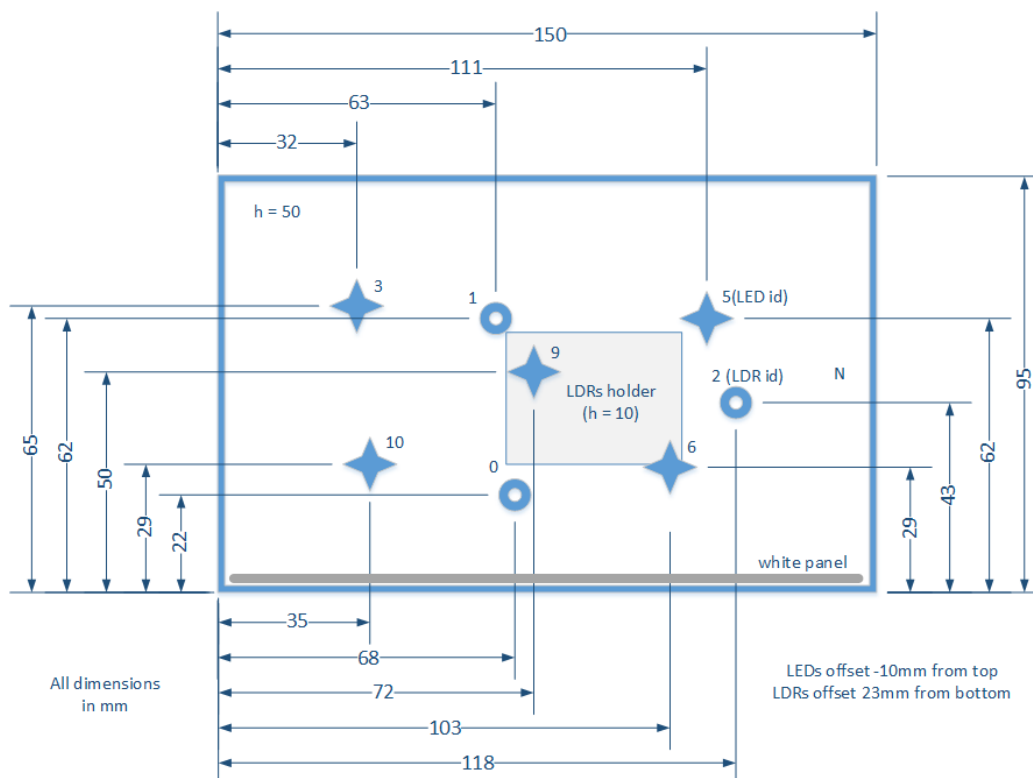 150
111
63
32
h = 50
3
1
5(LED id)
9
2 (LDR id)
N
LDRs holder
(h = 10)
10
0
6
65
62
50
29
22
95
62
43
29
white panel
35
68
72
103
118
All dimensions
in mm
LEDs offset -10mm from top
LDRs offset 23mm from bottom